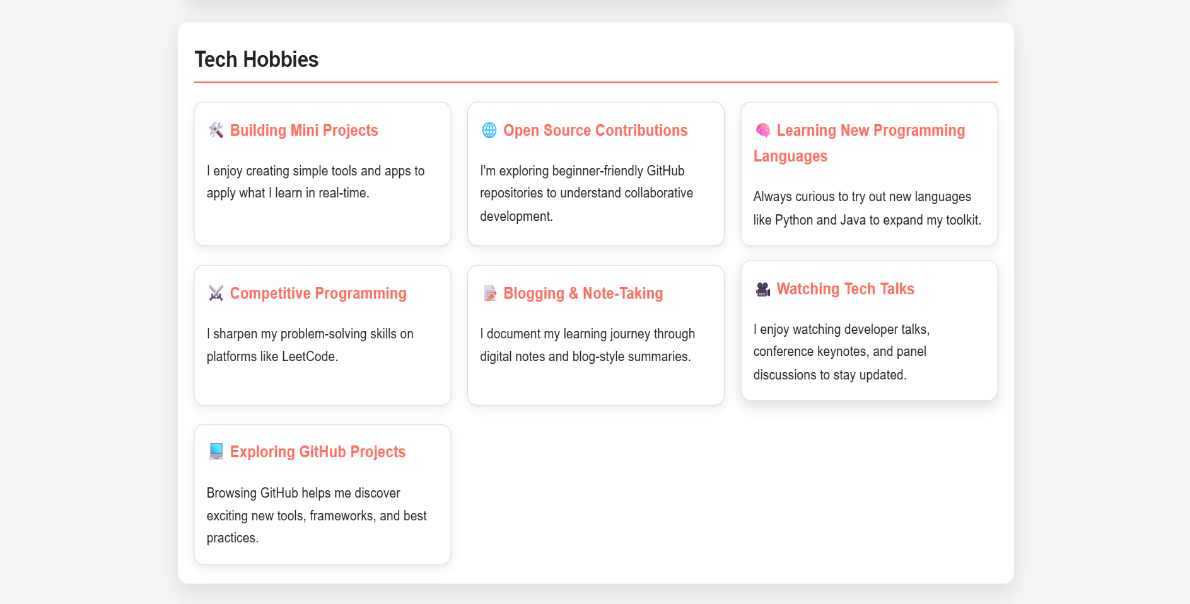 Tech Hobbies
🛠 Building Mini Projects
I enjoy creating simple tools and apps to
apply what I learn in real-time.
🌐 Open Source Contributions
I'm exploring beginner-friendly GitHub
repositories to understand collaborative
development.
🧠 Learning New Programming
Languages
Always curious to try out new languages
like Python and Java to expand my toolkit.
⚔ Competitive Programming
I sharpen my problem-solving skills on
platforms like LeetCode.
📝 Blogging & Note-Taking
I document my learning journey through
digital notes and blog-style summaries.
🎥 Watching Tech Talks
I enjoy watching developer talks,
conference keynotes, and panel
discussions to stay updated.
💻 Exploring GitHub Projects
Browsing GitHub helps me discover
exciting new tools, frameworks, and best
practices.